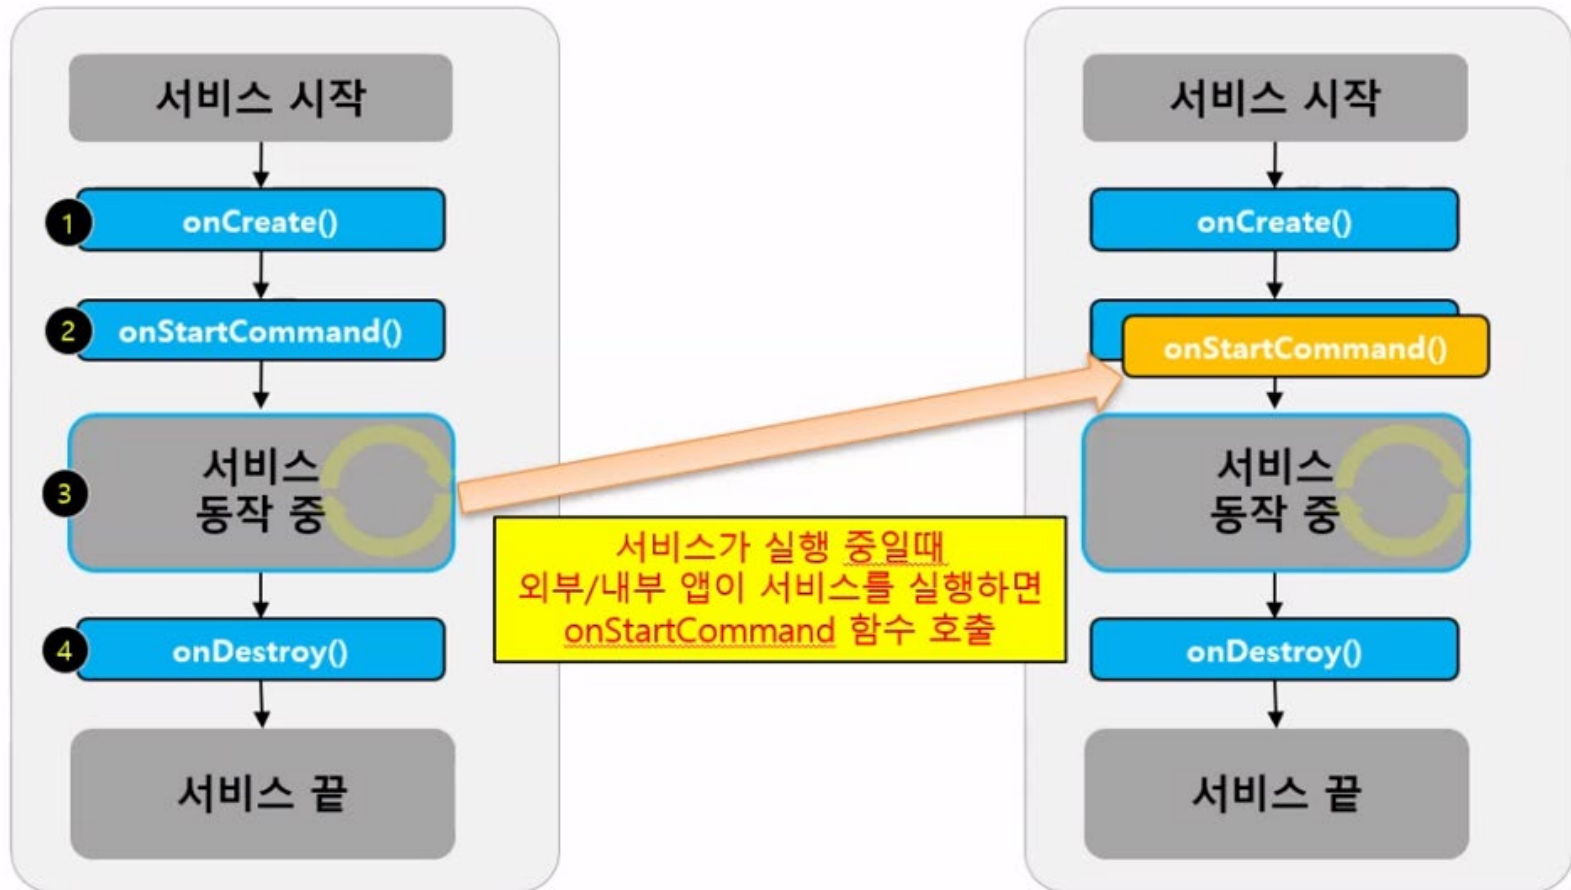 서비스 시작
1
onCreate()
2
onStartCommand()
3
서비스
동작 중
4
onDestroy()
서비스 끝
서비스가 실행 중일때
외부/내부 앱이 서비스를 실행하면
onStartCommand 함수 호출
서비스 시작
onCreate()
onStartCommand()
서비스
동작 중
onDestroy()
서비스 끝